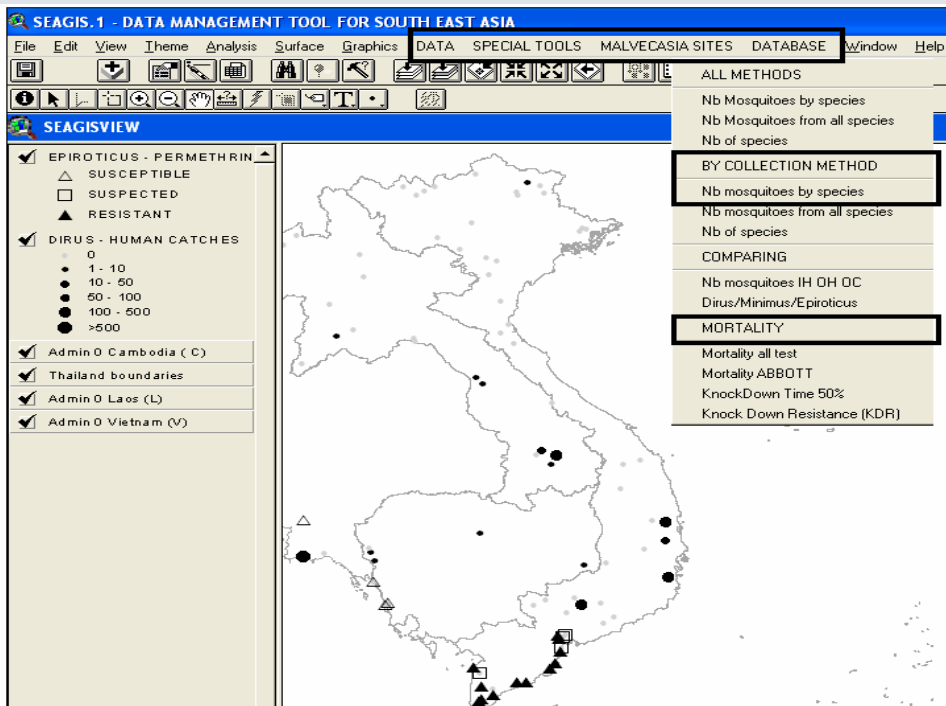 SEAGIS.1 - DATA MANAGEMENT TOOL FOR SOUTH EAST ASIA
File Edit View Theme Analysis Surface Graphics DATA SPECIAL TOOLS MALVECASIA SITES DATABASE Window Help
SEAGISVIEW
EPIROTICUS - PERMETHRIN
SUSCEPTIBLE
SUSPECTED
RESISTANT
DIRUS - HUMAN CATCHES
0
1 - 10
10 - 50
50 - 100
100 - 500
>500
Admin 0 Cambodia ( C)
Thailand boundaries
Admin 0 Laos (L)
Admin 0 Vietnam (V)
ALL METHODS
Nb Mosquitoes by species
Nb Mosquitoes from all species
Nb of species
BY COLLECTION METHOD
Nb mosquitoes by species
Nb mosquitoes from all species
Nb of species
COMPARING
Nb mosquitoes IH OH OC
Dirus/Minimus/Epiroticus
MORTALITY
Mortality all test
Mortality ABBOTT
KnockDown Time 50%
Knock Down Resistance (KDR)